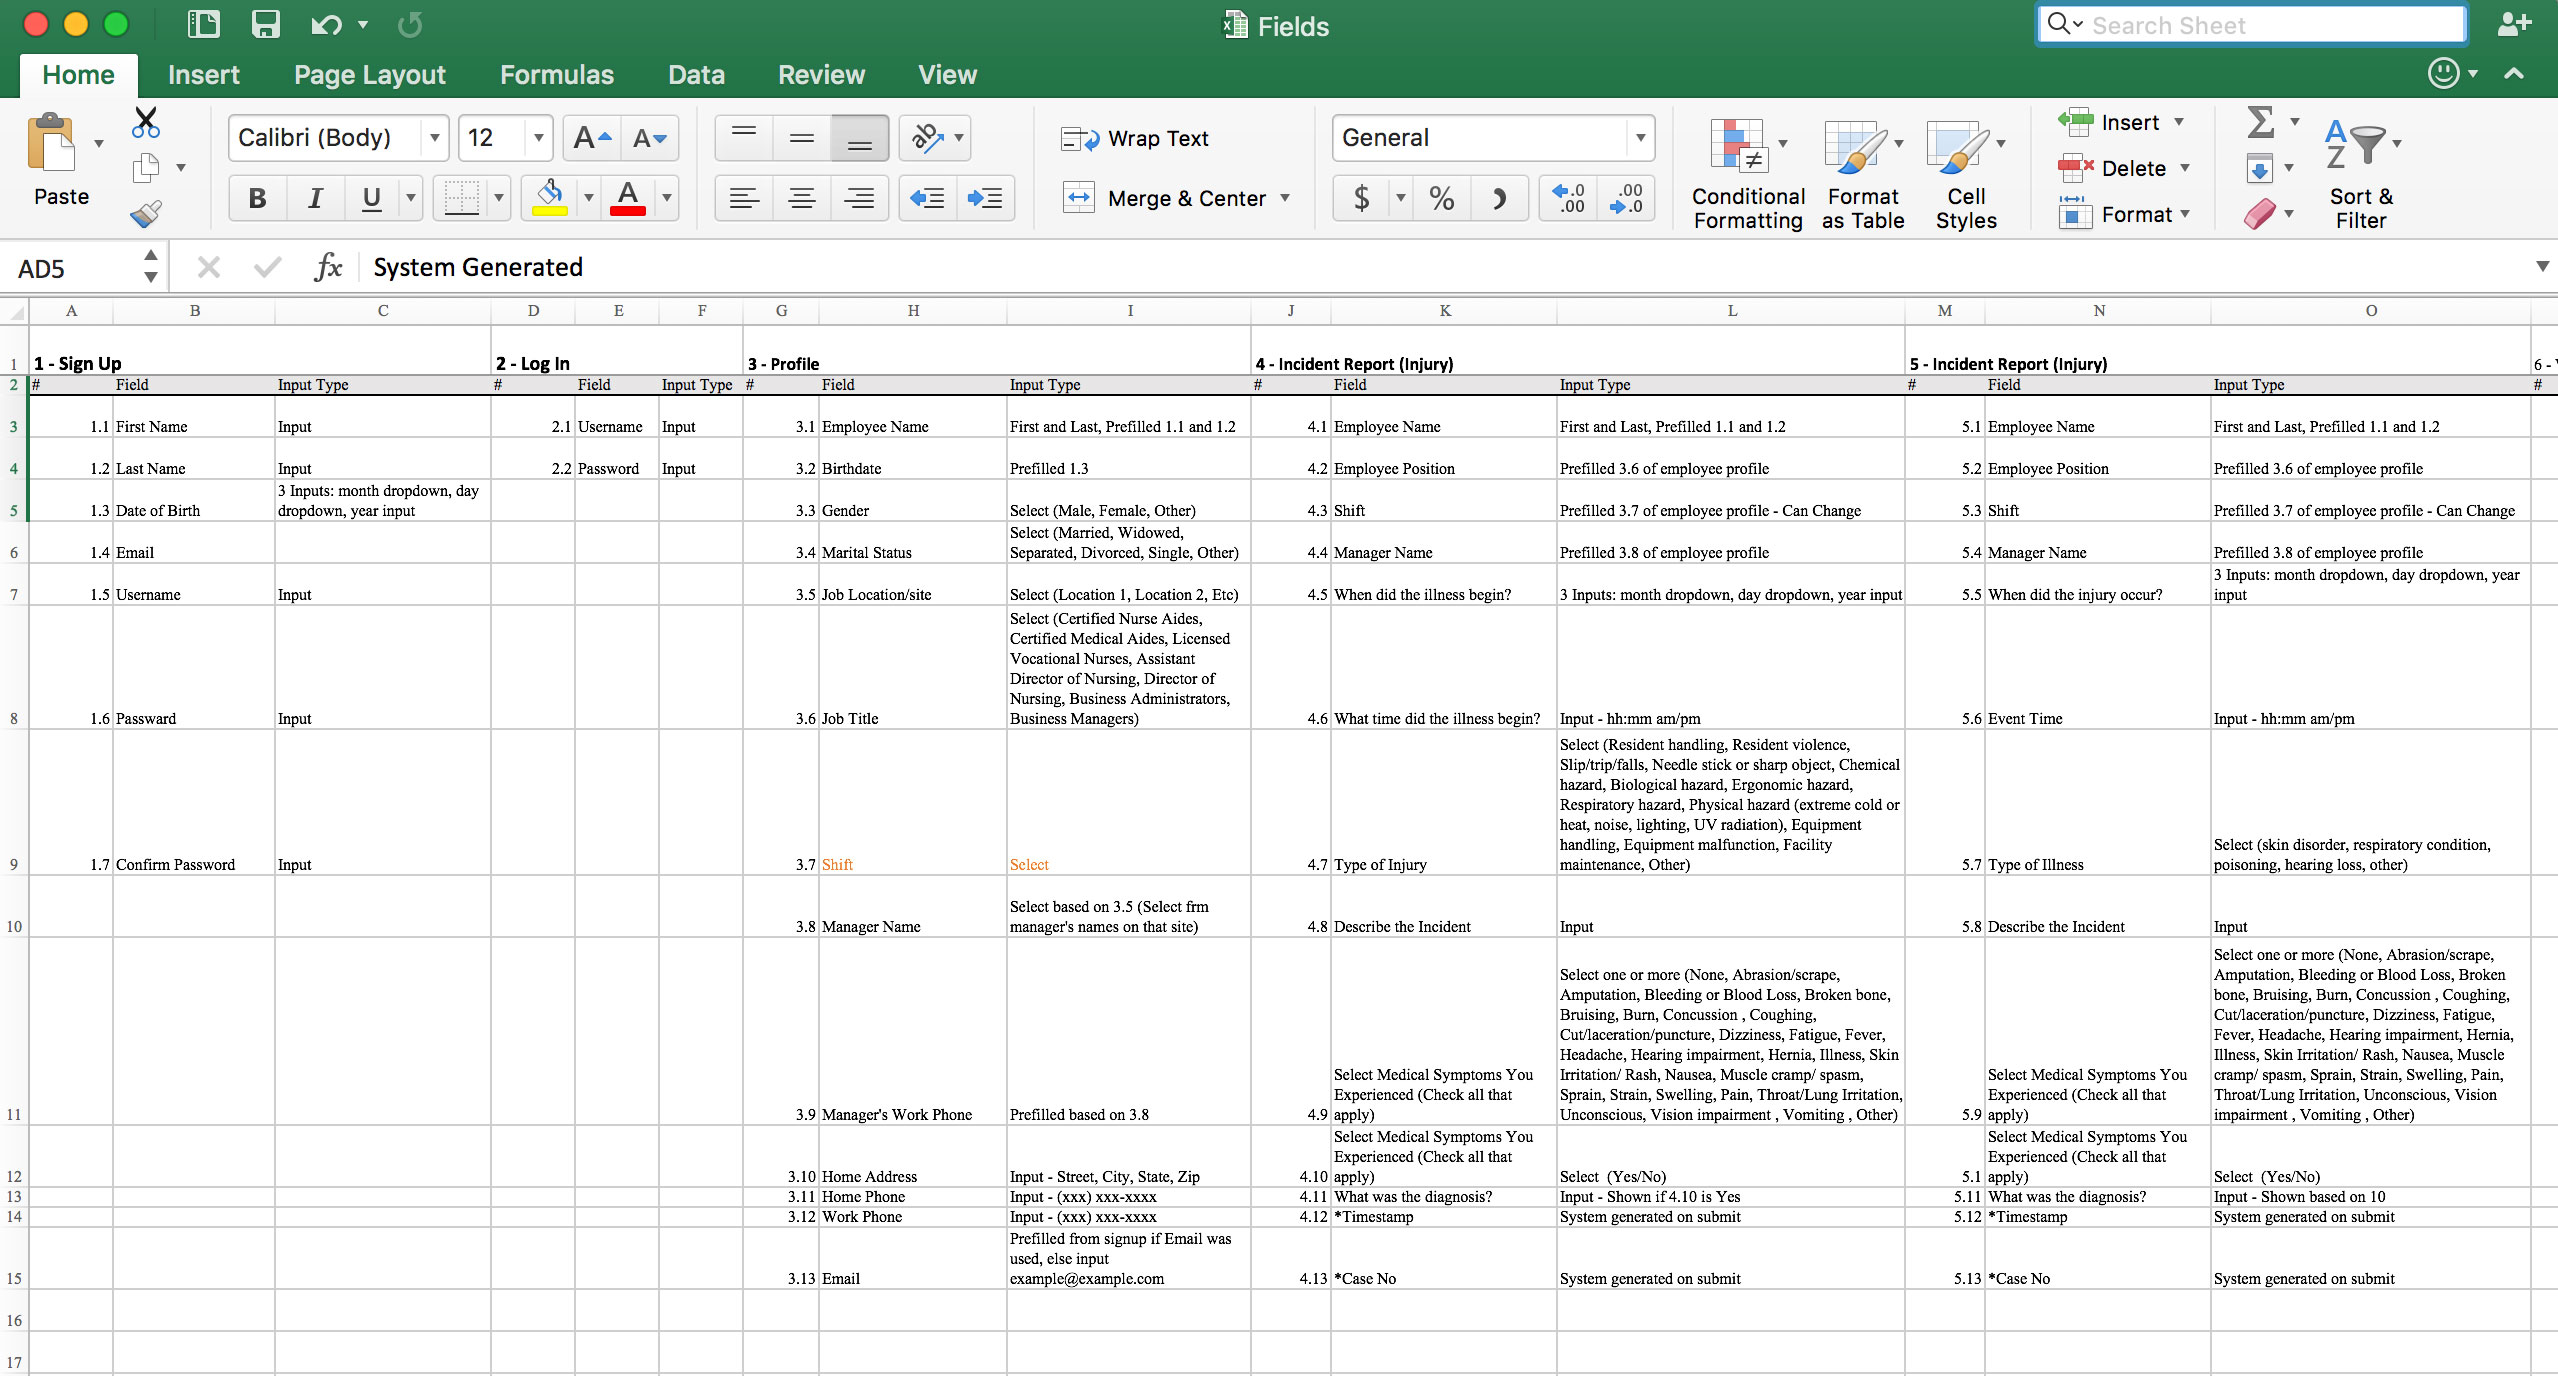 Fields
Search Sheet
Home Insert Page Layout Formulas Data Review View
Paste
Calibri (Body) 12 A A
B I U A
Wrap Text
Merge & Center
General
$ % .0 .00 .00 .0
Conditional Formatting
Format as Table
Cell Styles
Insert
Delete
Format
Sort & Filter
AD5 fx System Generated
A B C D E F G H I J K L M N O
1 1 - Sign Up 2 - Log In 3 - Profile 4 - Incident Report (Injury) 5 - Incident Report (Injury) 6 -
2 # Field Input Type # Field Input Type # Field Input Type # Field Input Type # Field Input Type #
3 1.1 First Name Input 2.1 Username Input 3.1 Employee Name First and Last, Prefilled 1.1 and 1.2 4.1 Employee Name First and Last, Prefilled 1.1 and 1.2 5.1 Employee Name First and Last, Prefilled 1.1 and 1.2
4 1.2 Last Name Input 2.2 Password Input 3.2 Birthdate Prefilled 1.3 4.2 Employee Position Prefilled 3.6 of employee profile 5.2 Employee Position Prefilled 3.6 of employee profile
5 1.3 Date of Birth 3 Inputs: month dropdown, day dropdown, year input 3.3 Gender Select (Male, Female, Other) 4.3 Shift Prefilled 3.7 of employee profile - Can Change 5.3 Shift Prefilled 3.7 of employee profile - Can Change
6 1.4 Email 3.4 Marital Status Select (Married, Widowed, Separated, Divorced, Single, Other) 4.4 Manager Name Prefilled 3.8 of employee profile 5.4 Manager Name Prefilled 3.8 of employee profile
7 1.5 Username Input 3.5 Job Location/site Select (Location 1, Location 2, Etc) 4.5 When did the illness begin? 3 Inputs: month dropdown, day dropdown, year input 5.5 When did the injury occur? 3 Inputs: month dropdown, day dropdown, year input
8 1.6 Passward Input 3.6 Job Title Select (Certified Nurse Aides, Certified Medical Aides, Licensed Vocational Nurses, Assistant Director of Nursing, Director of Nursing, Business Administrators, Business Managers) 4.6 What time did the illness begin? Input - hh:mm am/pm 5.6 Event Time Input - hh:mm am/pm
9 1.7 Confirm Password Input 3.7 Shift Select 4.7 Type of Injury Select (Resident handling, Resident violence, Slip/trip/falls, Needle stick or sharp object, Chemical hazard, Biological hazard, Ergonomic hazard, Respiratory hazard, Physical hazard (extreme cold or heat, noise, lighting, UV radiation), Equipment handling, Equipment malfunction, Facility maintenance, Other) 5.7 Type of Illness Select (skin disorder, respiratory condition, poisoning, hearing loss, other)
10 3.8 Manager Name Select based on 3.5 (Select frm manager's names on that site) 4.8 Describe the Incident Input 5.8 Describe the Incident Input
11 3.9 Manager's Work Phone Prefilled based on 3.8 4.9 Select Medical Symptoms You Experienced (Check all that apply) Select one or more (None, Abrasion/scrape, Amputation, Bleeding or Blood Loss, Broken bone, Bruising, Burn, Concussion , Coughing, Cut/laceration/puncture, Dizziness, Fatigue, Fever, Headache, Hearing impairment, Hernia, Illness, Skin Irritation/ Rash, Nausea, Muscle cramp/ spasm, Sprain, Strain, Swelling, Pain, Throat/Lung Irritation, Unconscious, Vision impairment , Vomiting , Other) 5.9 Select Medical Symptoms You Experienced (Check all that apply) Select one or more (None, Abrasion/scrape, Amputation, Bleeding or Blood Loss, Broken bone, Bruising, Burn, Concussion , Coughing, Cut/laceration/puncture, Dizziness, Fatigue, Fever, Headache, Hearing impairment, Hernia, Illness, Skin Irritation/ Rash, Nausea, Muscle cramp/ spasm, Sprain, Strain, Swelling, Pain, Throat/Lung Irritation, Unconscious, Vision impairment , Vomiting , Other)
12 3.10 Home Address Input - Street, City, State, Zip 4.10 Select Medical Symptoms You Experienced (Check all that apply) Select (Yes/No) 5.1 Select Medical Symptoms You Experienced (Check all that apply) Select (Yes/No)
13 3.11 Home Phone Input - (xxx) xxx-xxxx 4.11 What was the diagnosis? Input - Shown if 4.10 is Yes 5.11 What was the diagnosis? Input - Shown based on 10
14 3.12 Work Phone Input - (xxx) xxx-xxxx 4.12 *Timestamp System generated on submit 5.12 *Timestamp System generated on submit
15 3.13 Email Prefilled from signup if Email was used, else input example@example.com 4.13 *Case No System generated on submit 5.13 *Case No System generated on submit
16
17